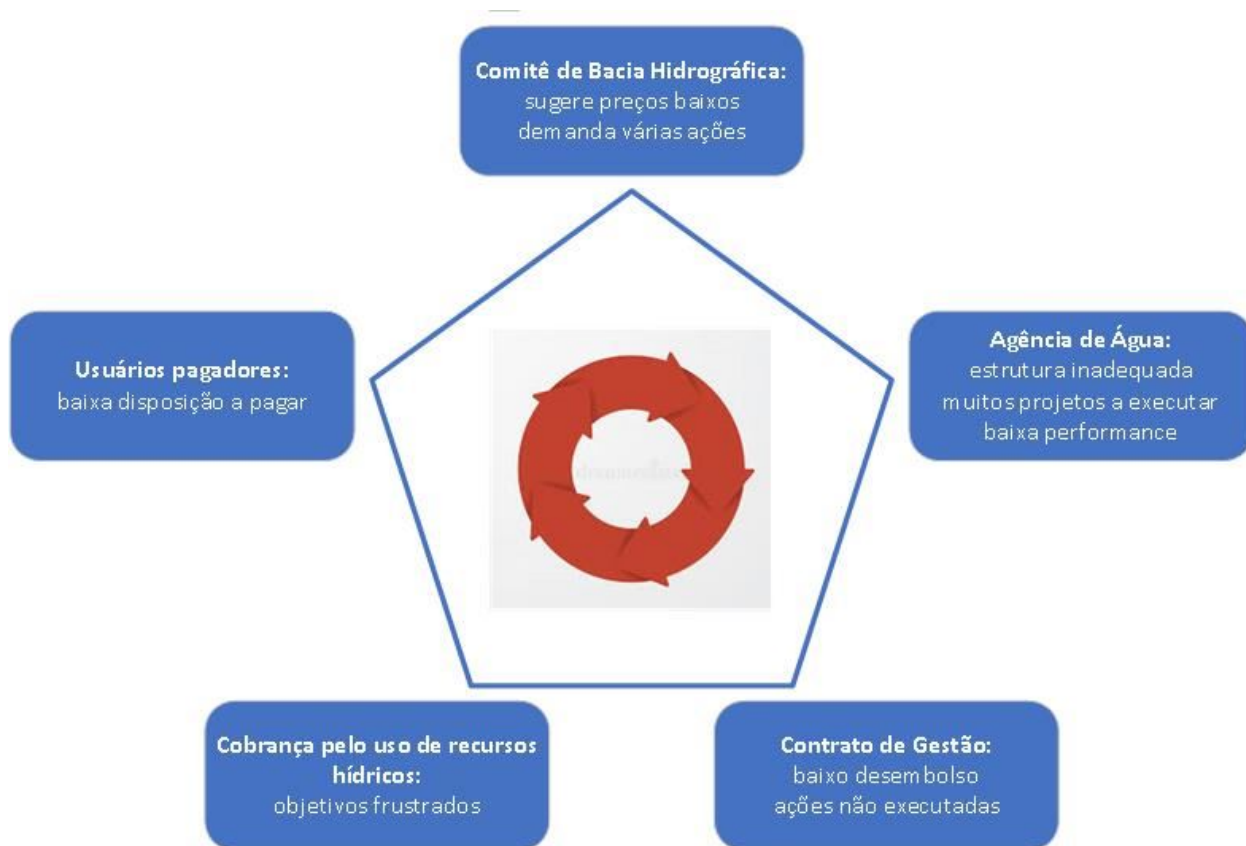 Comitê de Bacia Hidrográfica:
sugere preços baixos
demanda várias ações
Usuários pagadores:
baixa disposição a pagar
Agência de Água:
estrutura inadequada
muitos projetos a executar
baixa performance
Cobrança pelo uso de recursos
hídricos:
objetivos frustrados
Contrato de Gestão:
baixo desembolso
ações não executadas